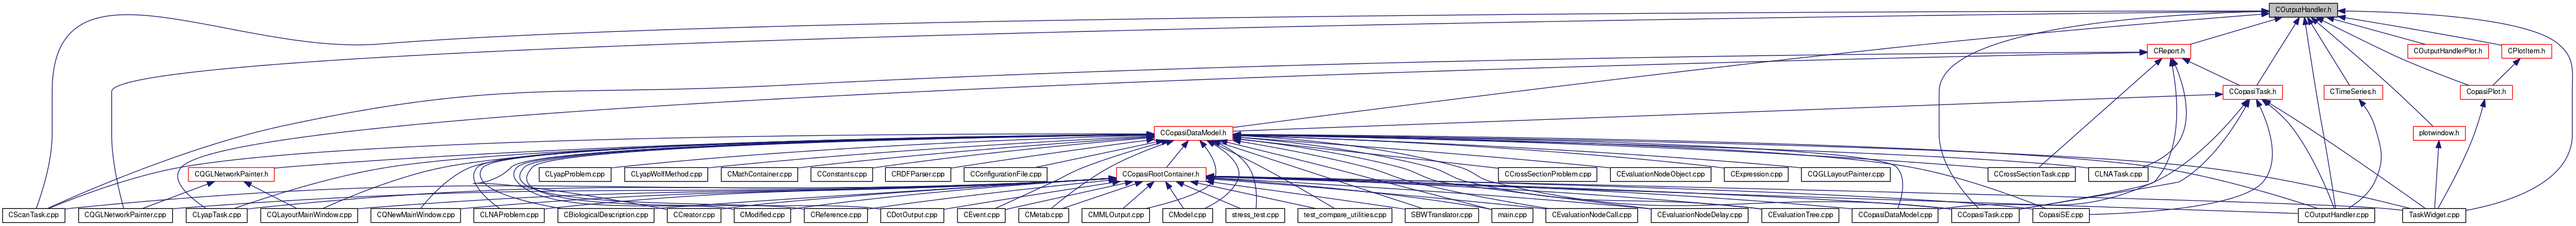 COutputHandler.h
CReport.h
COutputHandlerPlot.h
CPlotItem.h
CCopasiTask.h
CTimeSeries.h
CopasiPlot.h
CCopasiDataModel.h
plotwindow.h
CQGLNetworkPainter.h
CLyapProblem.cpp
CLyapWolfMethod.cpp
CMathContainer.cpp
CConstants.cpp
CRDFParser.cpp
CConfigurationFile.cpp
CCopasiRootContainer.h
CCrossSectionProblem.cpp
CEvaluationNodeObject.cpp
CExpression.cpp
CQGLLayoutPainter.cpp
CCrossSectionTask.cpp
CLNATask.cpp
CScanTask.cpp
CQGLNetworkPainter.cpp
CLyapTask.cpp
CQLayoutMainWindow.cpp
CQNewMainWindow.cpp
CLNAProblem.cpp
CBiologicalDescription.cpp
CCreator.cpp
CModified.cpp
CReference.cpp
CDotOutput.cpp
CEvent.cpp
CMetab.cpp
CMMLOutput.cpp
CModel.cpp
stress_test.cpp
test_compare_utilities.cpp
SBWTranslator.cpp
main.cpp
CEvaluationNodeCall.cpp
CEvaluationNodeDelay.cpp
CEvaluationTree.cpp
CCopasiDataModel.cpp
CCopasiTask.cpp
CopasiSE.cpp
COutputHandler.cpp
TaskWidget.cpp